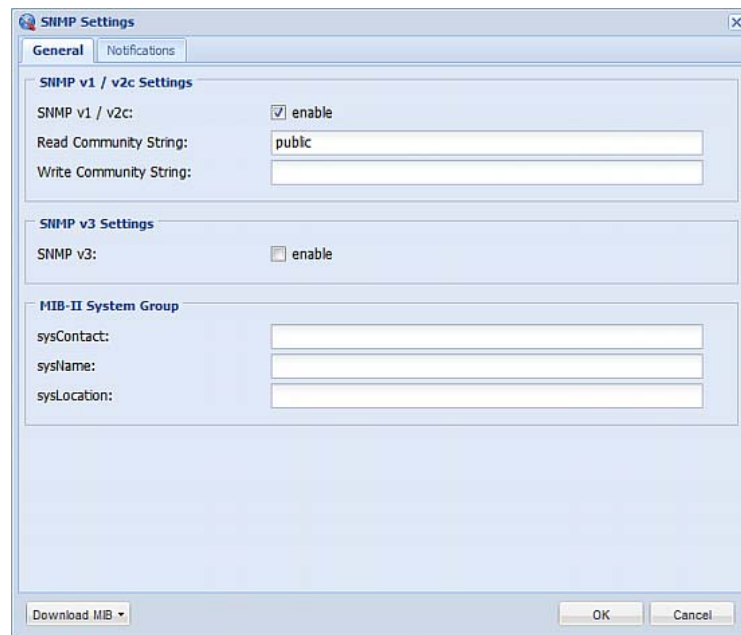 SNMP Settings
General Notifications
SNMP v1 / v2c Settings
SNMP v1 / v2c: enable
Read Community String: public
Write Community String:
SNMP v3 Settings
SNMP v3: enable
MIB-II System Group
sysContact:
sysName:
sysLocation:
Download MIB OK Cancel